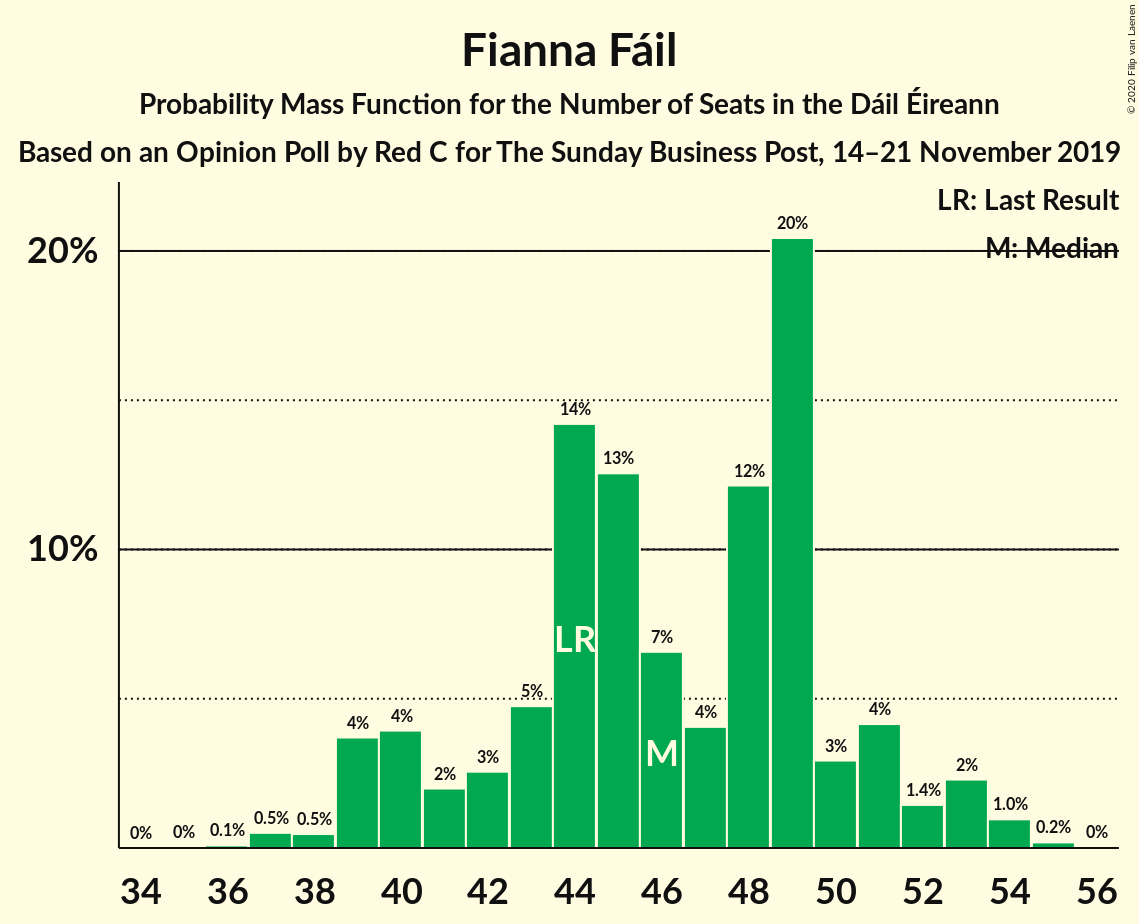 Fianna Fáil
Probability Mass Function for the Number of Seats in the Dáil Éireann
Based on an Opinion Poll by Red C for The Sunday Business Post, 14–21 November 2019
© 2020 Filip van Laenen
LR: Last Result
M: Median
20%
10%
0%
0%
0.1%
0.5%
0.5%
4%
4%
2%
3%
5%
14%
13%
7%
4%
12%
20%
3%
4%
1.4%
2%
1.0%
0.2%
0%
LR
M
34 36 38 40 42 44 46 48 50 52 54 56